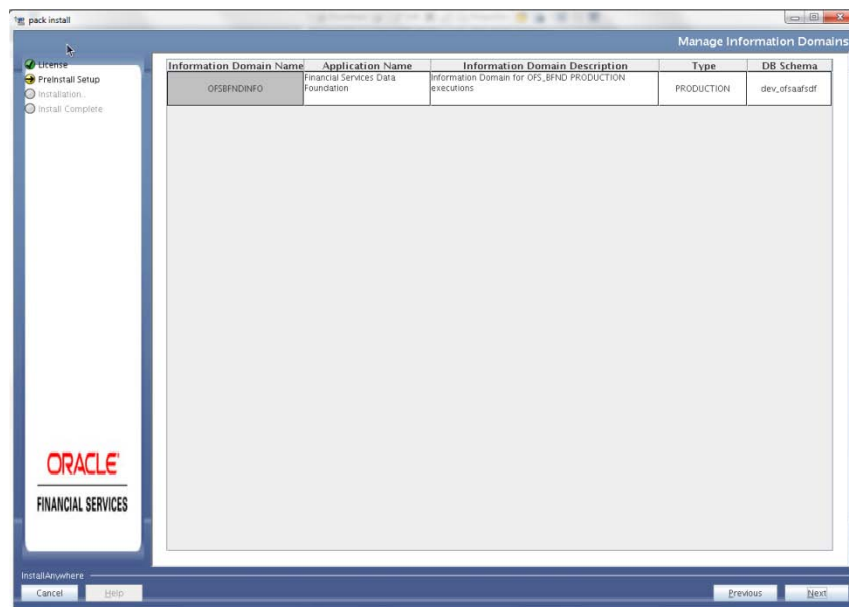 pack install
Manage Information Domains
License
PreInstall Setup
Installation..
Install Complete
Information Domain Name Application Name Information Domain Description Type DB Schema
OFSBFNDINFO Financial Services Data Foundation Information Domain for OFS_BFND PRODUCTION executions PRODUCTION dev_ofsaafsdf
ORACLE
FINANCIAL SERVICES
InstallAnywhere
Cancel Help Previous Next